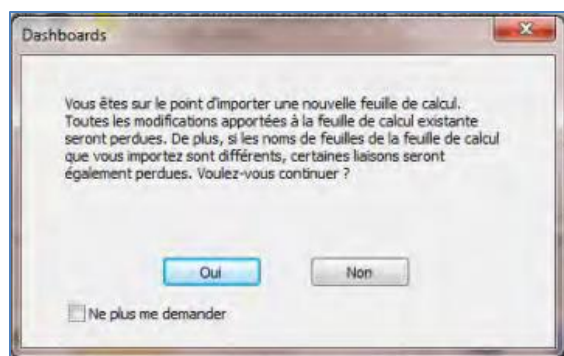 Dashboards
Vous êtes sur le point d'importer une nouvelle feuille de calcul.
Toutes les modifications apportées à la feuille de calcul existante
seront perdues. De plus, si les noms de feuilles de la feuille de calcul
que vous importez sont différents, certaines liaisons seront
également perdues. Voulez-vous continuer ?
Oui Non
Ne plus me demander